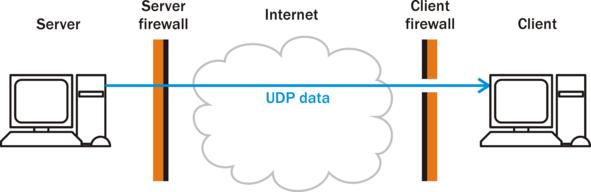 Server
Server
firewall
Internet
Client
firewall
Client
UDP data